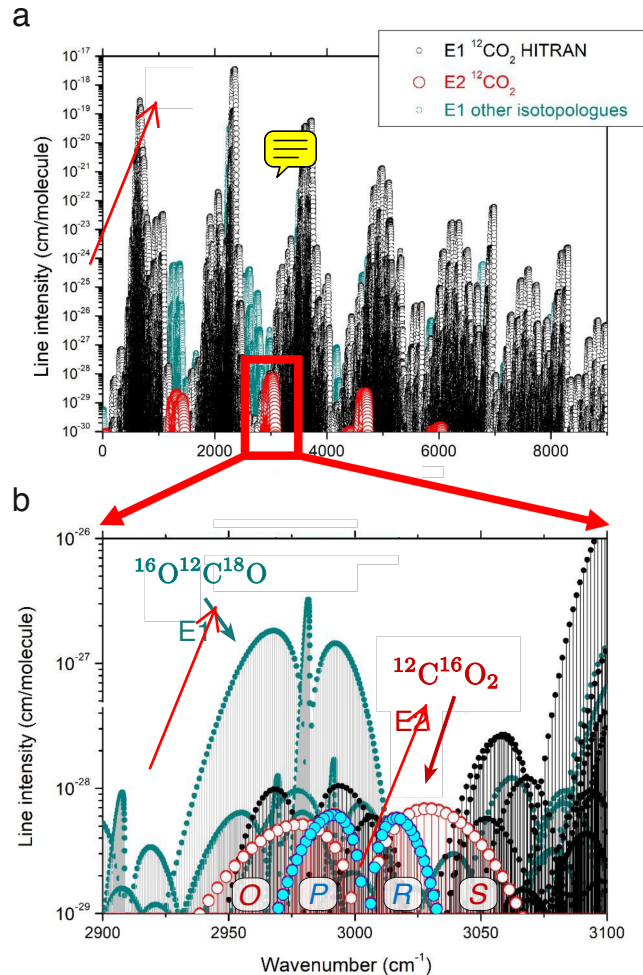 a
E1 ¹²CO₂ HITRAN
E2 ¹²CO₂
E1 other isotopologues
Line intensity (cm/molecule)
10⁻¹⁷
10⁻¹⁸
10⁻¹⁹
10⁻²⁰
10⁻²¹
10⁻²²
10⁻²³
10⁻²⁴
10⁻²⁵
10⁻²⁶
10⁻²⁷
10⁻²⁸
10⁻²⁹
10⁻³⁰
0 2000 4000 6000 8000
b
Line intensity (cm/molecule)
10⁻²⁶
10⁻²⁷
10⁻²⁸
10⁻²⁹
¹⁶O¹²C¹⁸O
E1
¹²C¹⁶O₂
E2
O P R S
2900 2950 3000 3050 3100
Wavenumber (cm⁻¹)